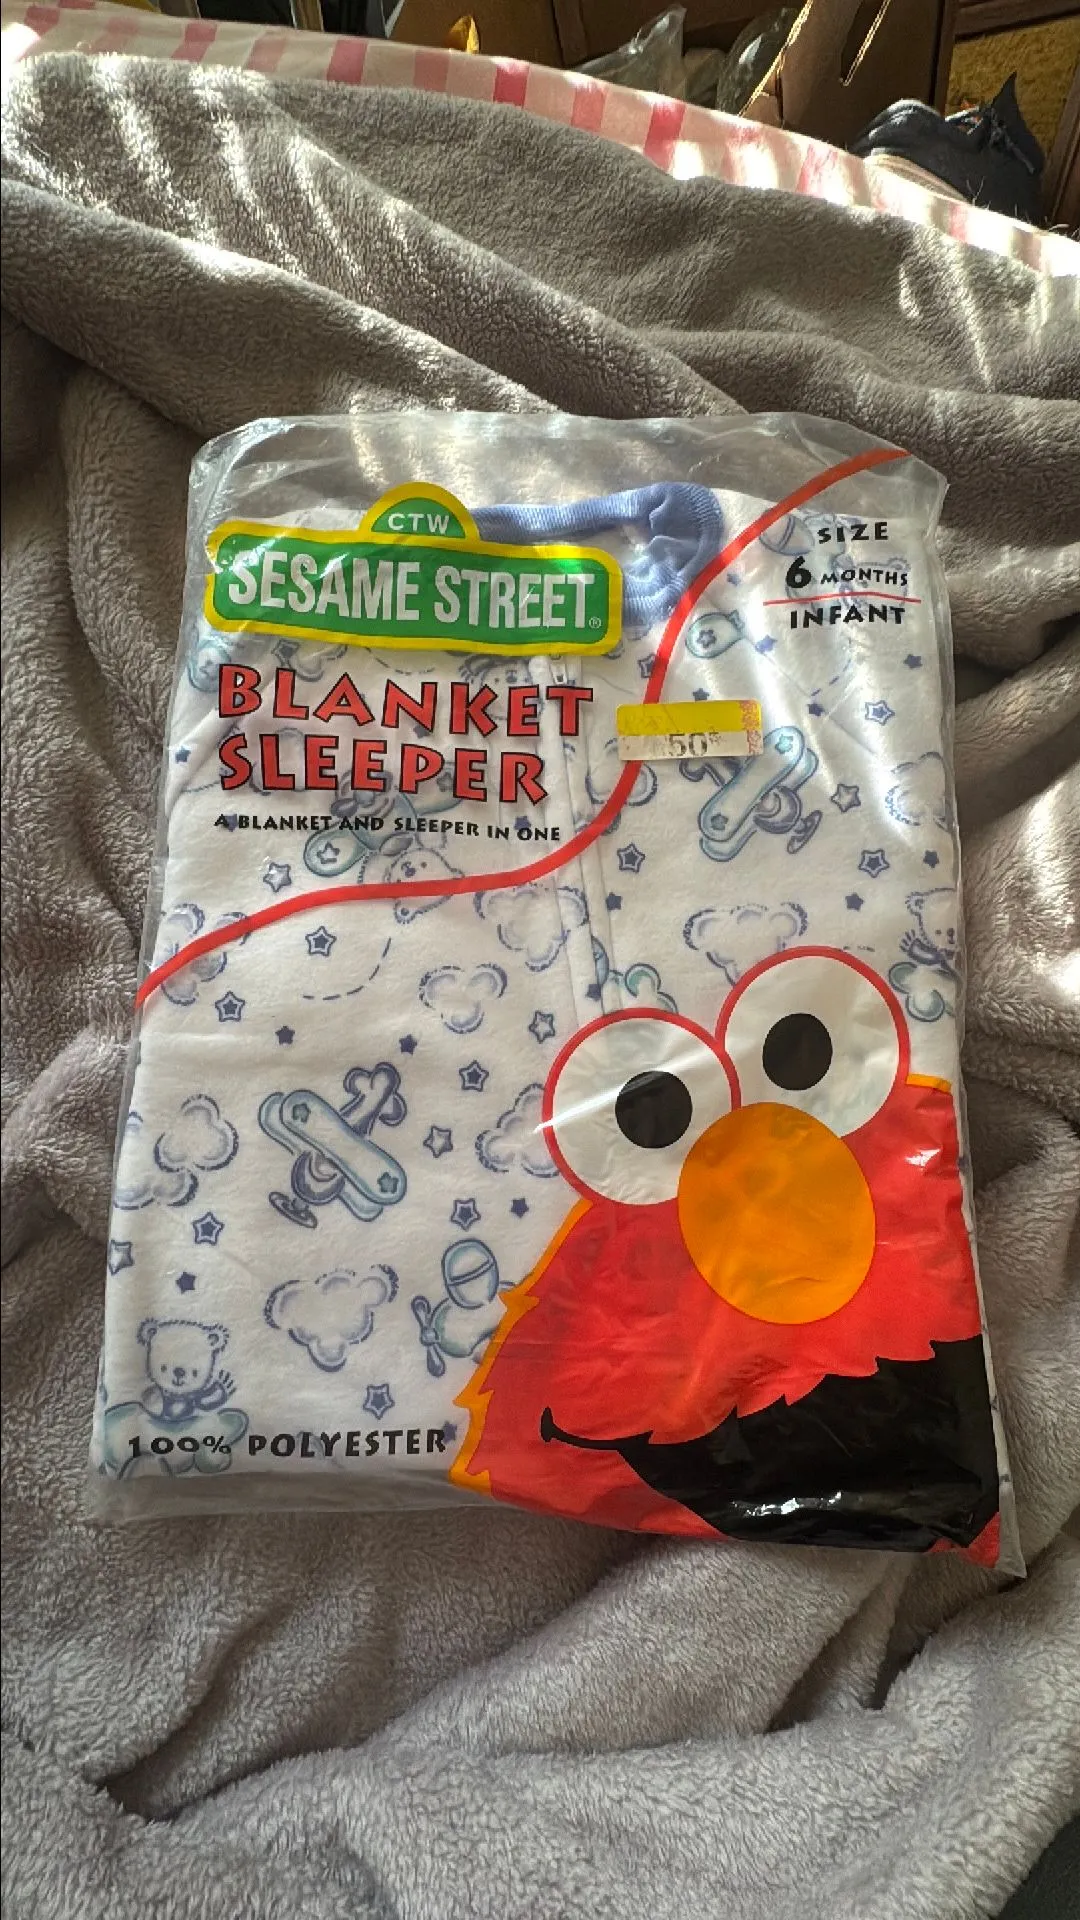 CTW
SESAME STREET®
SIZE
6 MONTHS
INFANT
BLANKET
SLEEPER
A BLANKET AND SLEEPER IN ONE
100% POLYESTER